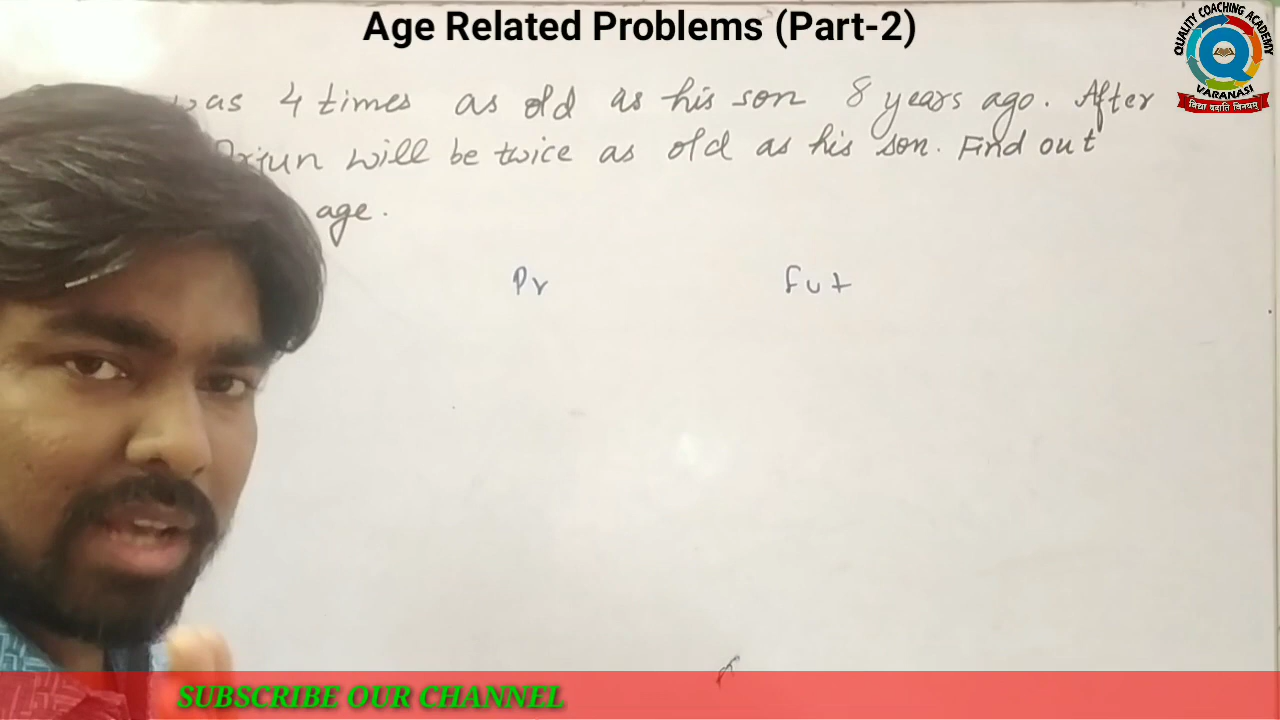 Age Related Problems (Part-2)
QUALITY COACHING ACADEMY
VARANASI
was 4 times as old as his son 8 years ago. After
Arjun will be twice as old as his son. Find out
age.
Pr Fut
SUBSCRIBE OUR CHANNEL